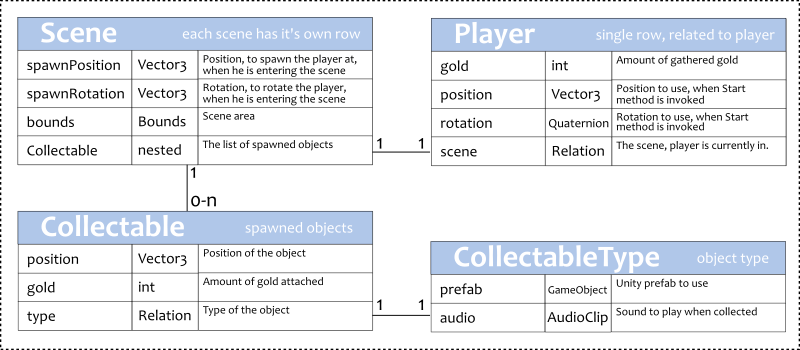 Scene each scene has it's own row
spawnPosition Vector3 Position, to spawn the player at,
when he is entering the scene
spawnRotation Vector3 Rotation, to rotate the player,
when he is entering the scene
bounds Bounds Scene area
Collectable nested The list of spawned objects
Player single row, related to player
gold int Amount of gathered gold
position Vector3 Position to use, when Start
method is invoked
rotation Quaternion Rotation to use, when Start
method is invoked
scene Relation The scene, player is currently in.
1 1
1
0-n
Collectable spawned objects
position Vector3 Position of the object
gold int Amount of gold attached
type Relation Type of the object
1 1
CollectableType object type
prefab GameObject Unity prefab to use
audio AudioClip Sound to play when collected